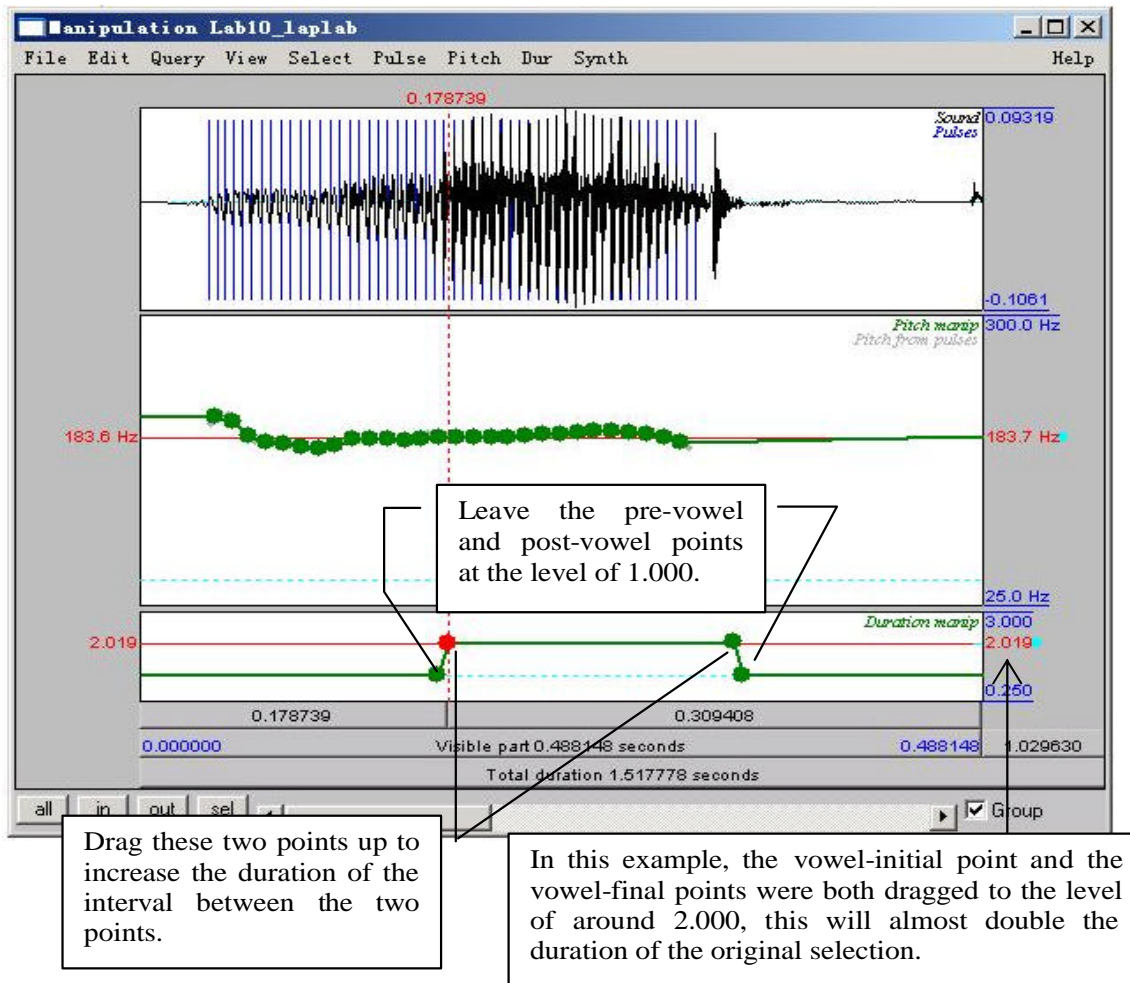 Manipulation Lab10_laplab
File Edit Query View Select Pulse Pitch Dur Synth Help
0.178739
Sound 0.09319
Pulses
-0.1061
Pitch manip 300.0 Hz
Pitch from pulses
183.6 Hz 183.7 Hz
Leave the pre-vowel
and post-vowel points
at the level of 1.000.
25.0 Hz
Duration manip 3.000
2.019 2.019
0.250
0.178739 0.309408
0.000000 Visible part 0.488148 seconds 0.488148 1.029630
Total duration 1.517778 seconds
all in out sel Group
Drag these two points up to
increase the duration of the
interval between the two
points.
In this example, the vowel-initial point and the
vowel-final points were both dragged to the level
of around 2.000, this will almost double the
duration of the original selection.